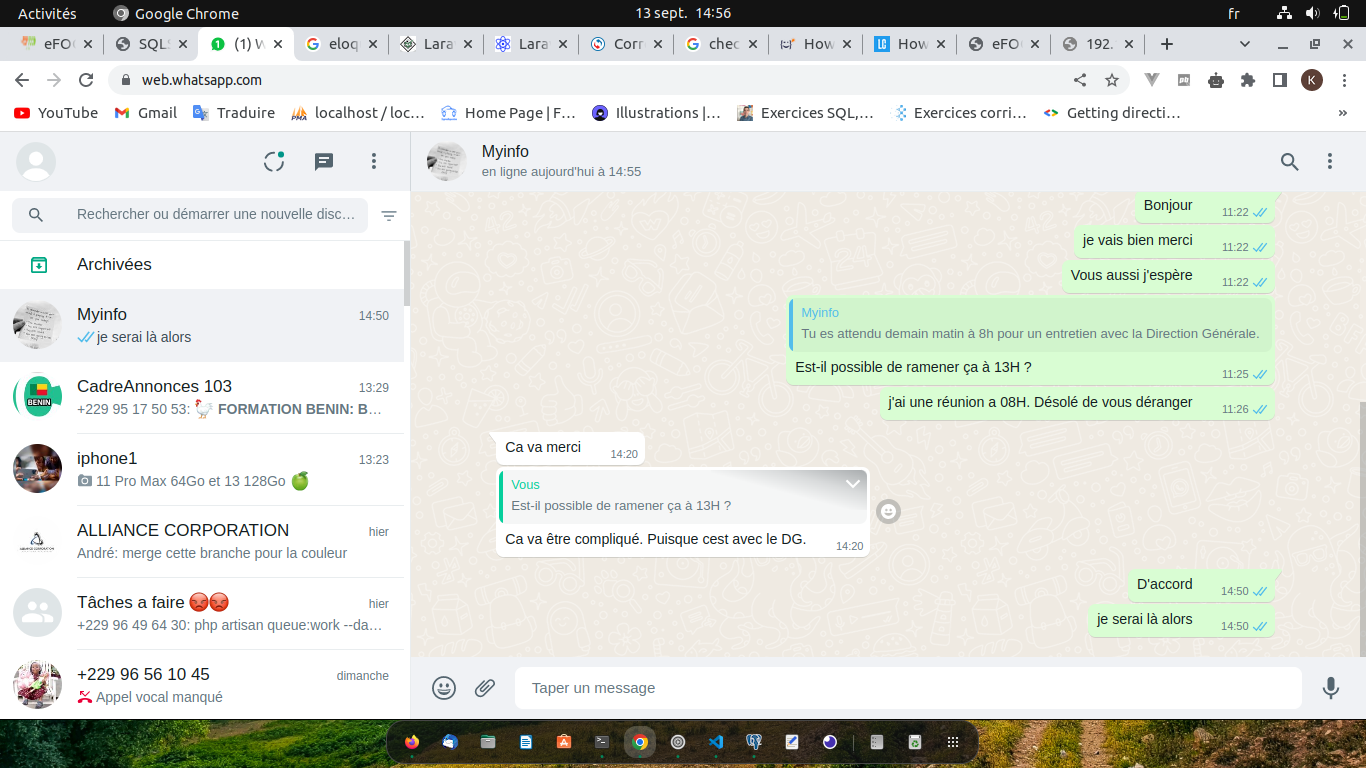 Activités
Google Chrome
13 sept. 14:56
fr
eFO
SQLS
(1) W
eloq
Lara
Lara
Corr
chec
How
How
eFO
192.
web.whatsapp.com
K
YouTube
Gmail
Traduire
localhost / loc…
Home Page | F…
Illustrations |…
Exercices SQL,…
Exercices corri…
Getting directi…
»
Myinfo
en ligne aujourd'hui à 14:55
Rechercher ou démarrer une nouvelle disc…
Archivées
Myinfo
14:50
je serai là alors
CadreAnnonces 103
13:29
BENIN
+229 95 17 50 53: 🐓 FORMATION BENIN: B…
iphone1
13:23
11 Pro Max 64Go et 13 128Go 🍏
ALLIANCE CORPORATION
hier
André: merge cette branche pour la couleur
Tâches a faire 😡😡
hier
+229 96 49 64 30: php artisan queue:work --da…
+229 96 56 10 45
dimanche
Appel vocal manqué
Bonjour
11:22
je vais bien merci
11:22
Vous aussi j'espère
11:22
Myinfo
Tu es attendu demain matin à 8h pour un entretien avec la Direction Générale.
Est-il possible de ramener ça à 13H ?
11:25
j'ai une réunion a 08H. Désolé de vous déranger
11:26
Ca va merci
14:20
Vous
Est-il possible de ramener ça à 13H ?
Ca va être compliqué. Puisque cest avec le DG.
14:20
D'accord
14:50
je serai là alors
14:50
Taper un message